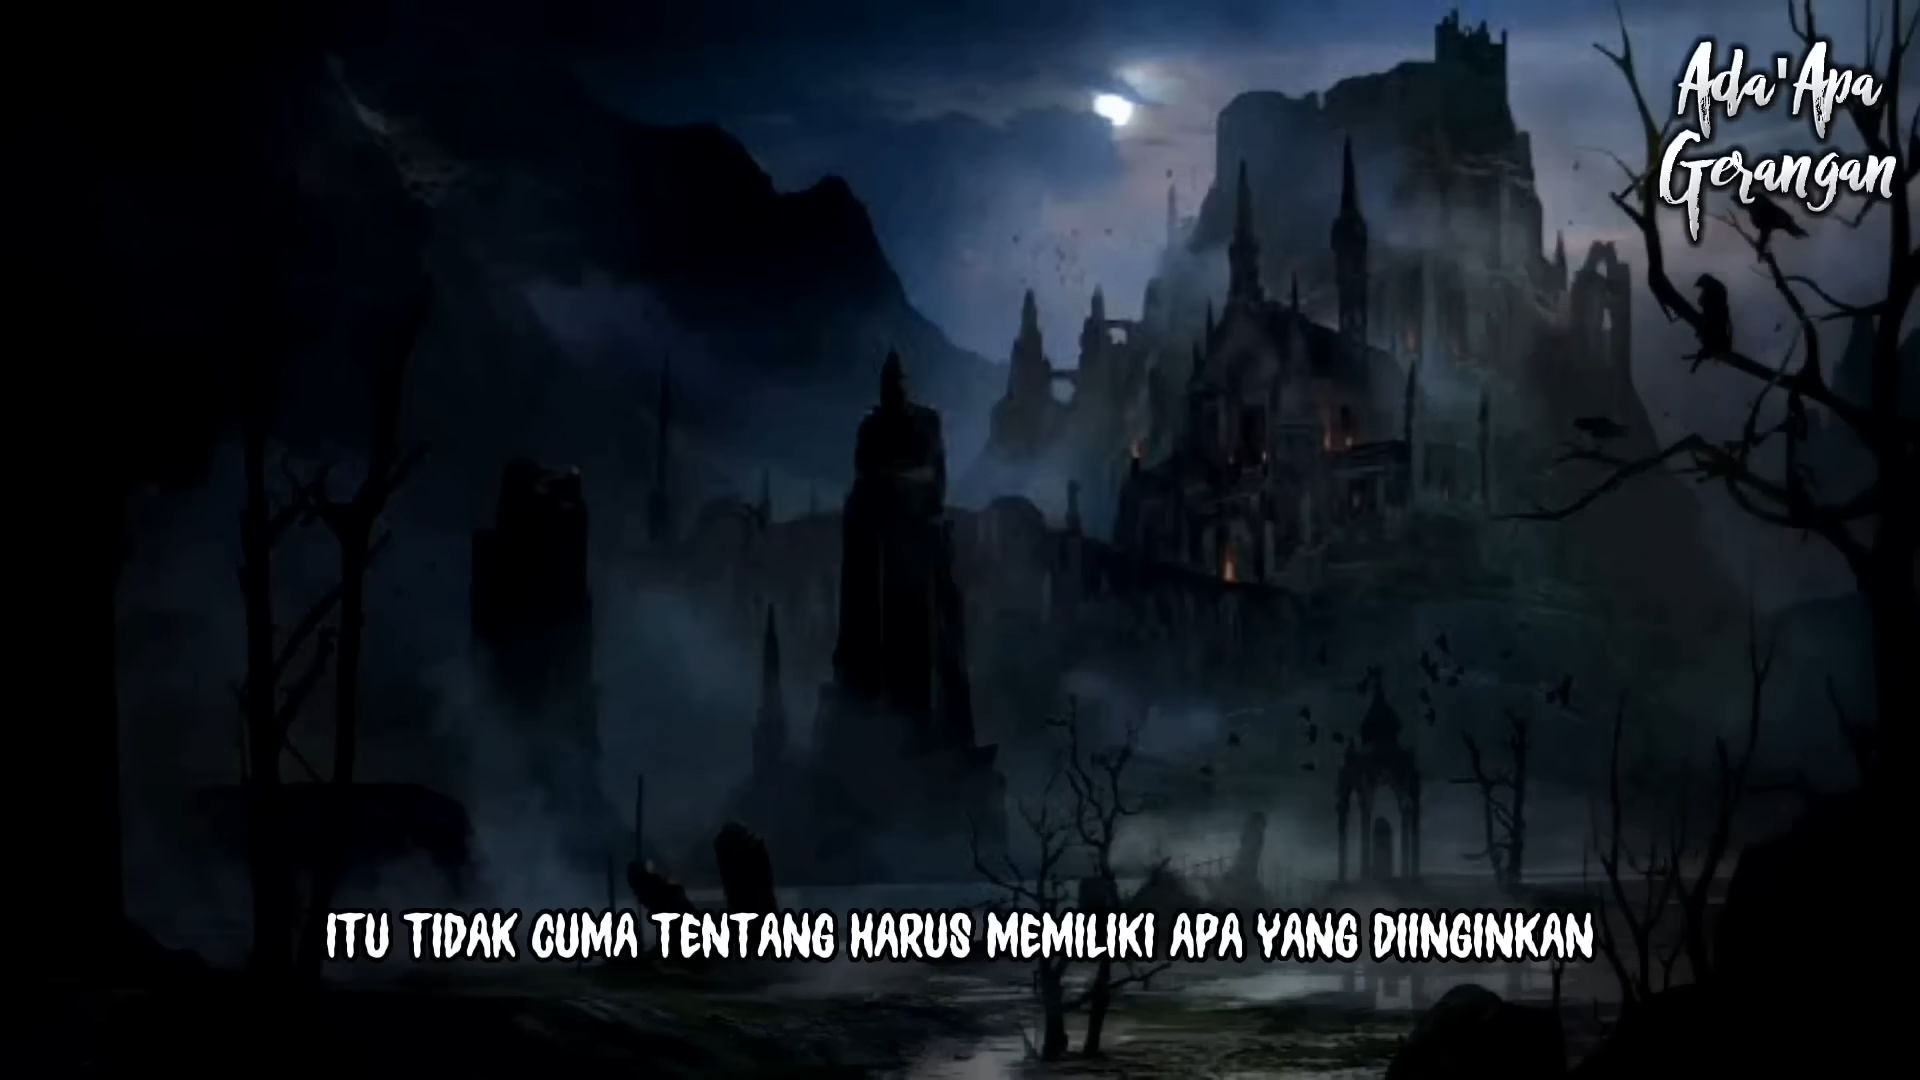 Ada'Apa
Gerangan
ITU TIDAK CUMA TENTANG HARUS MEMILIKI APA YANG DIINGINKAN